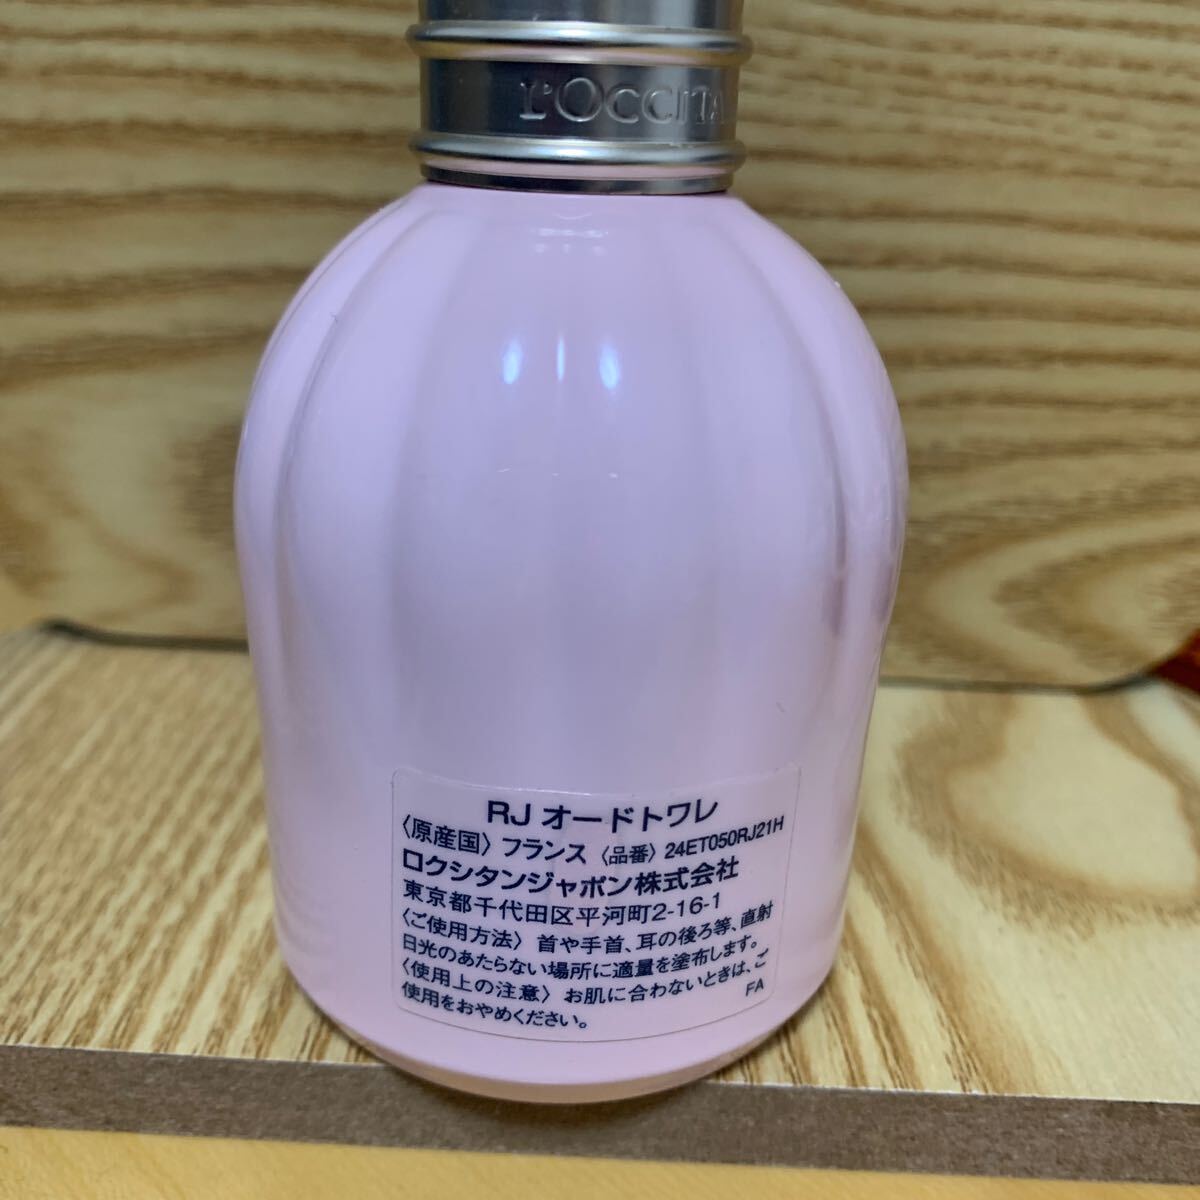 L'OCCITA
RJ オードトワレ
〈原産国〉フランス〈品番〉24ET050RJ21H
ロクシタンジャポン株式会社
東京都千代田区平河町2-16-1
〈ご使用方法〉首や手首、耳の後ろ等、直射
日光のあたらない場所に適量を塗布します。
〈使用上の注意〉お肌に合わないときは、ご
使用をおやめください。 FA